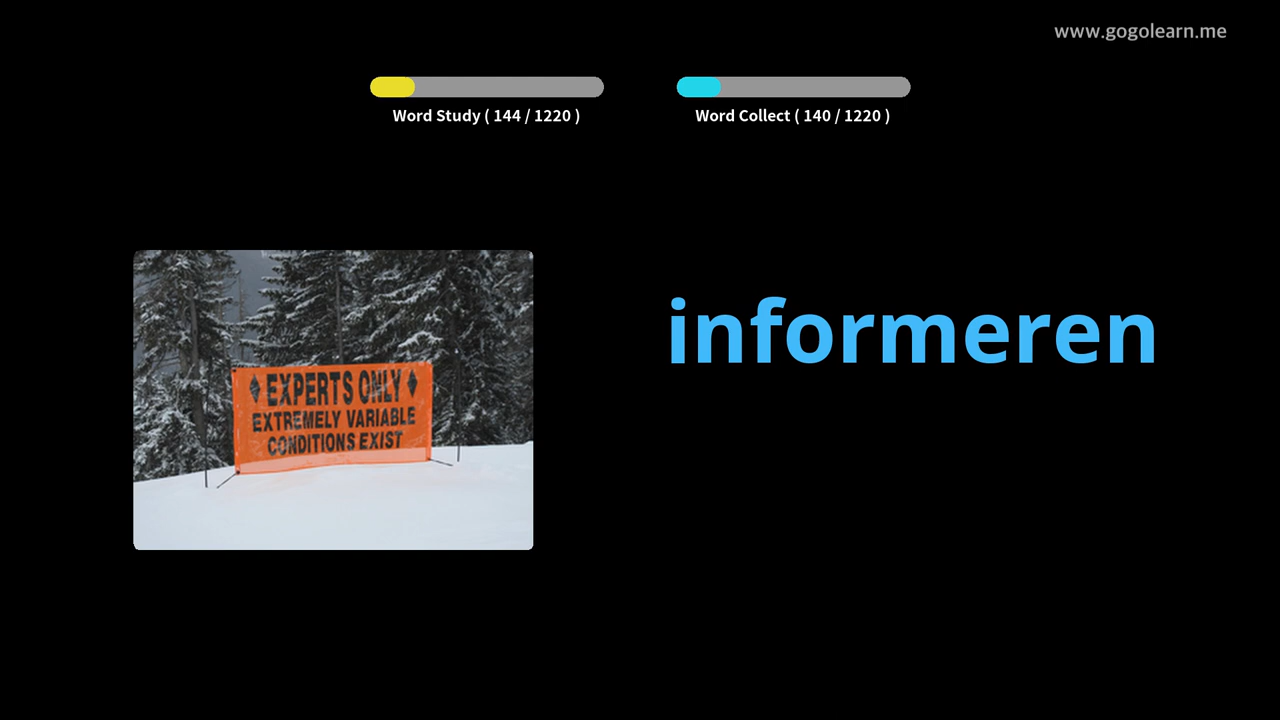 www.gogolearn.me
Word Study ( 144 / 1220 )
Word Collect ( 140 / 1220 )
informeren
EXPERTS ONLY
EXTREMELY VARIABLE
CONDITIONS EXIST